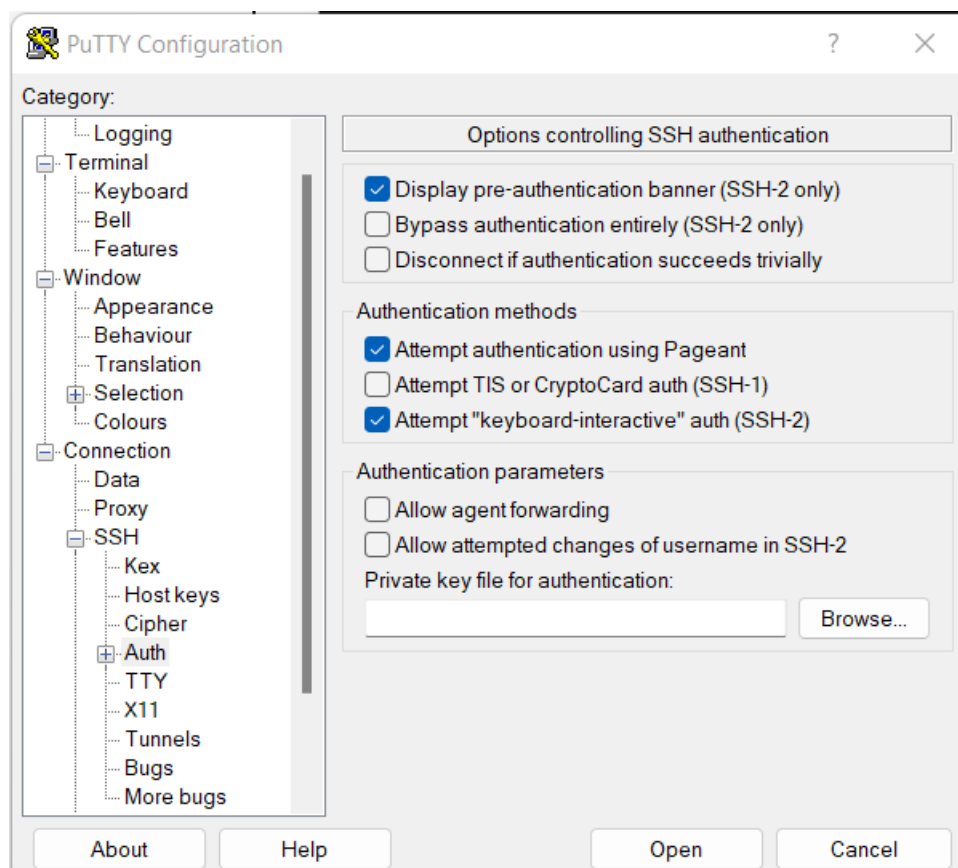 PuTTY Configuration
?
Category:
Logging
Terminal
Keyboard
Bell
Features
Window
Appearance
Behaviour
Translation
Selection
Colours
Connection
Data
Proxy
SSH
Kex
Host keys
Cipher
Auth
TTY
X11
Tunnels
Bugs
More bugs
Options controlling SSH authentication
Display pre-authentication banner (SSH-2 only)
Bypass authentication entirely (SSH-2 only)
Disconnect if authentication succeeds trivially
Authentication methods
Attempt authentication using Pageant
Attempt TIS or CryptoCard auth (SSH-1)
Attempt "keyboard-interactive" auth (SSH-2)
Authentication parameters
Allow agent forwarding
Allow attempted changes of username in SSH-2
Private key file for authentication:
Browse...
About
Help
Open
Cancel